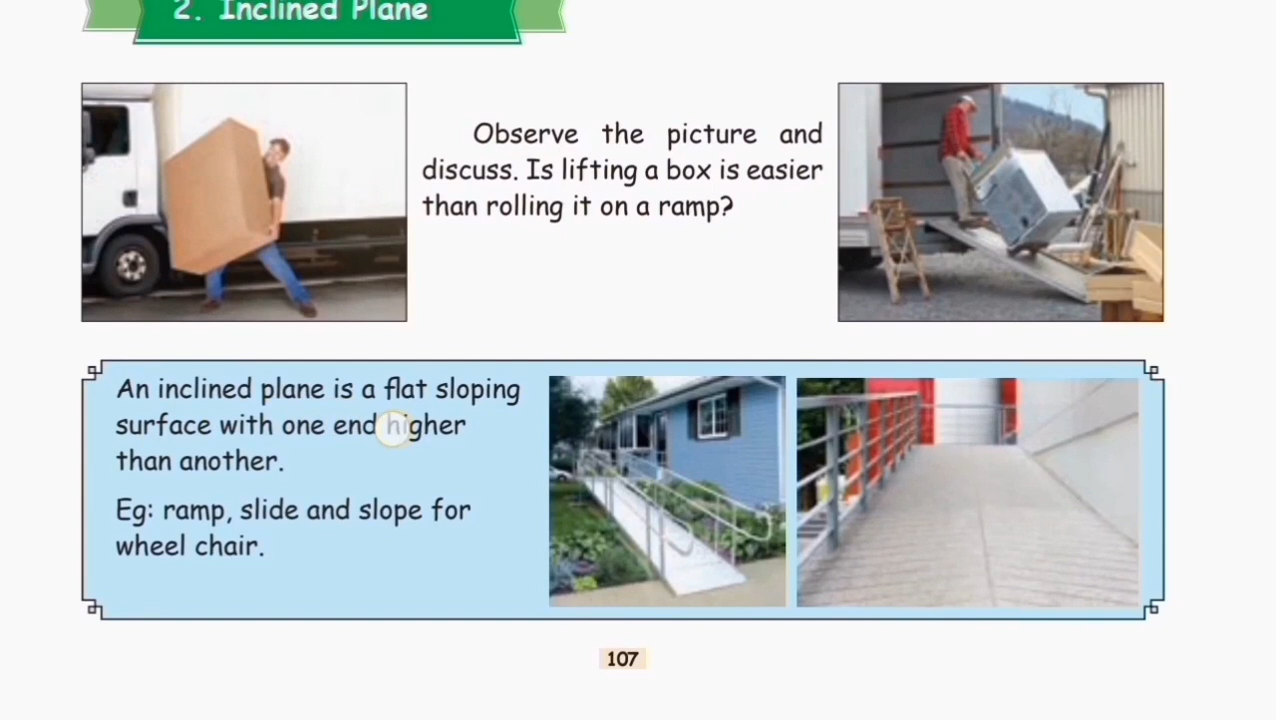 2. Inclined Plane
Observe the picture and
discuss. Is lifting a box is easier
than rolling it on a ramp?
An inclined plane is a flat sloping
surface with one end higher
than another.
Eg: ramp, slide and slope for
wheel chair.
107